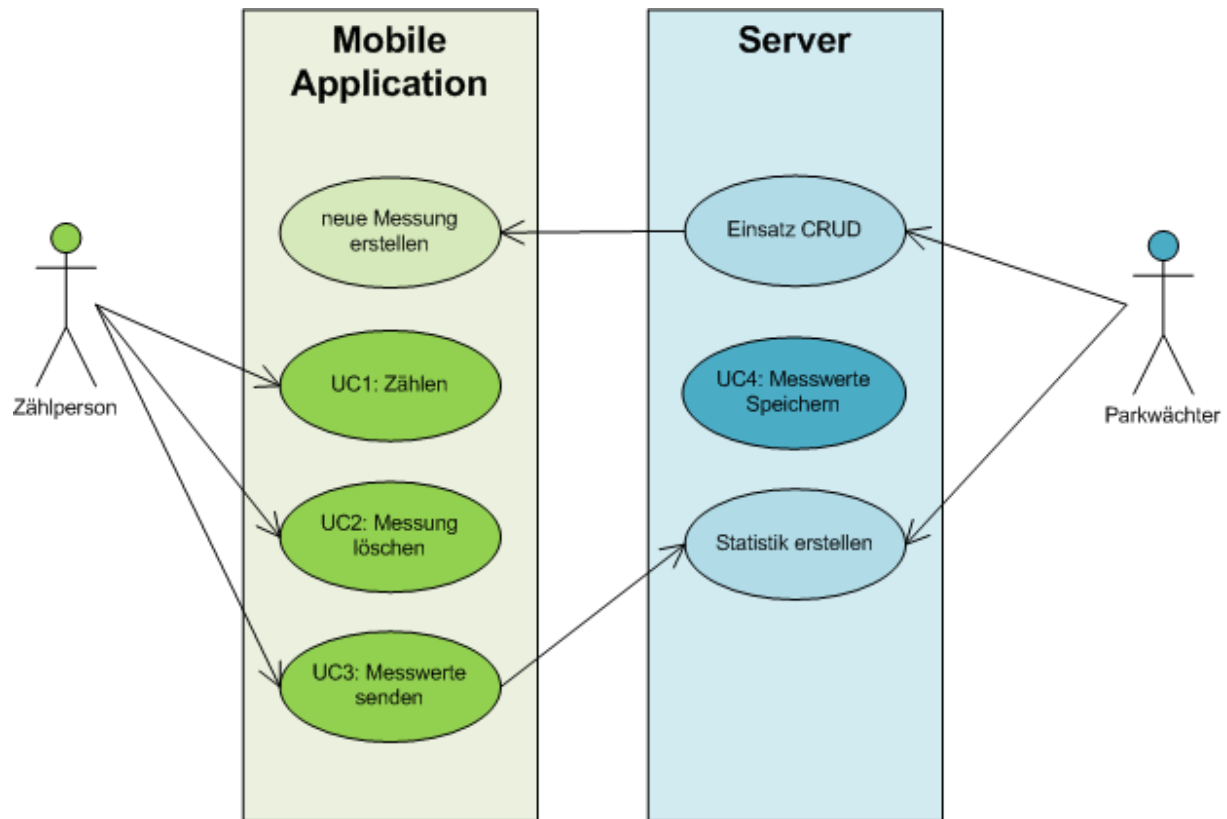 Mobile
Application
Server
neue Messung
erstellen
Einsatz CRUD
UC1: Zählen
UC4: Messwerte
Speichern
Zählperson
Parkwächter
UC2: Messung
löschen
Statistik erstellen
UC3: Messwerte
senden